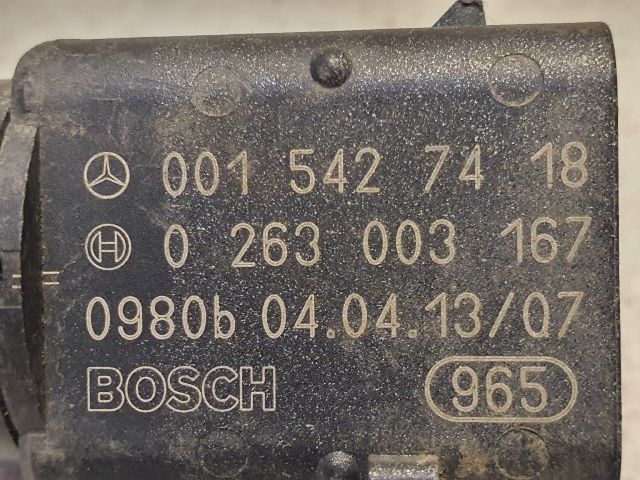 001 542 74 18
0 263 003 167
0980b 04.04.13/07
BOSCH 965